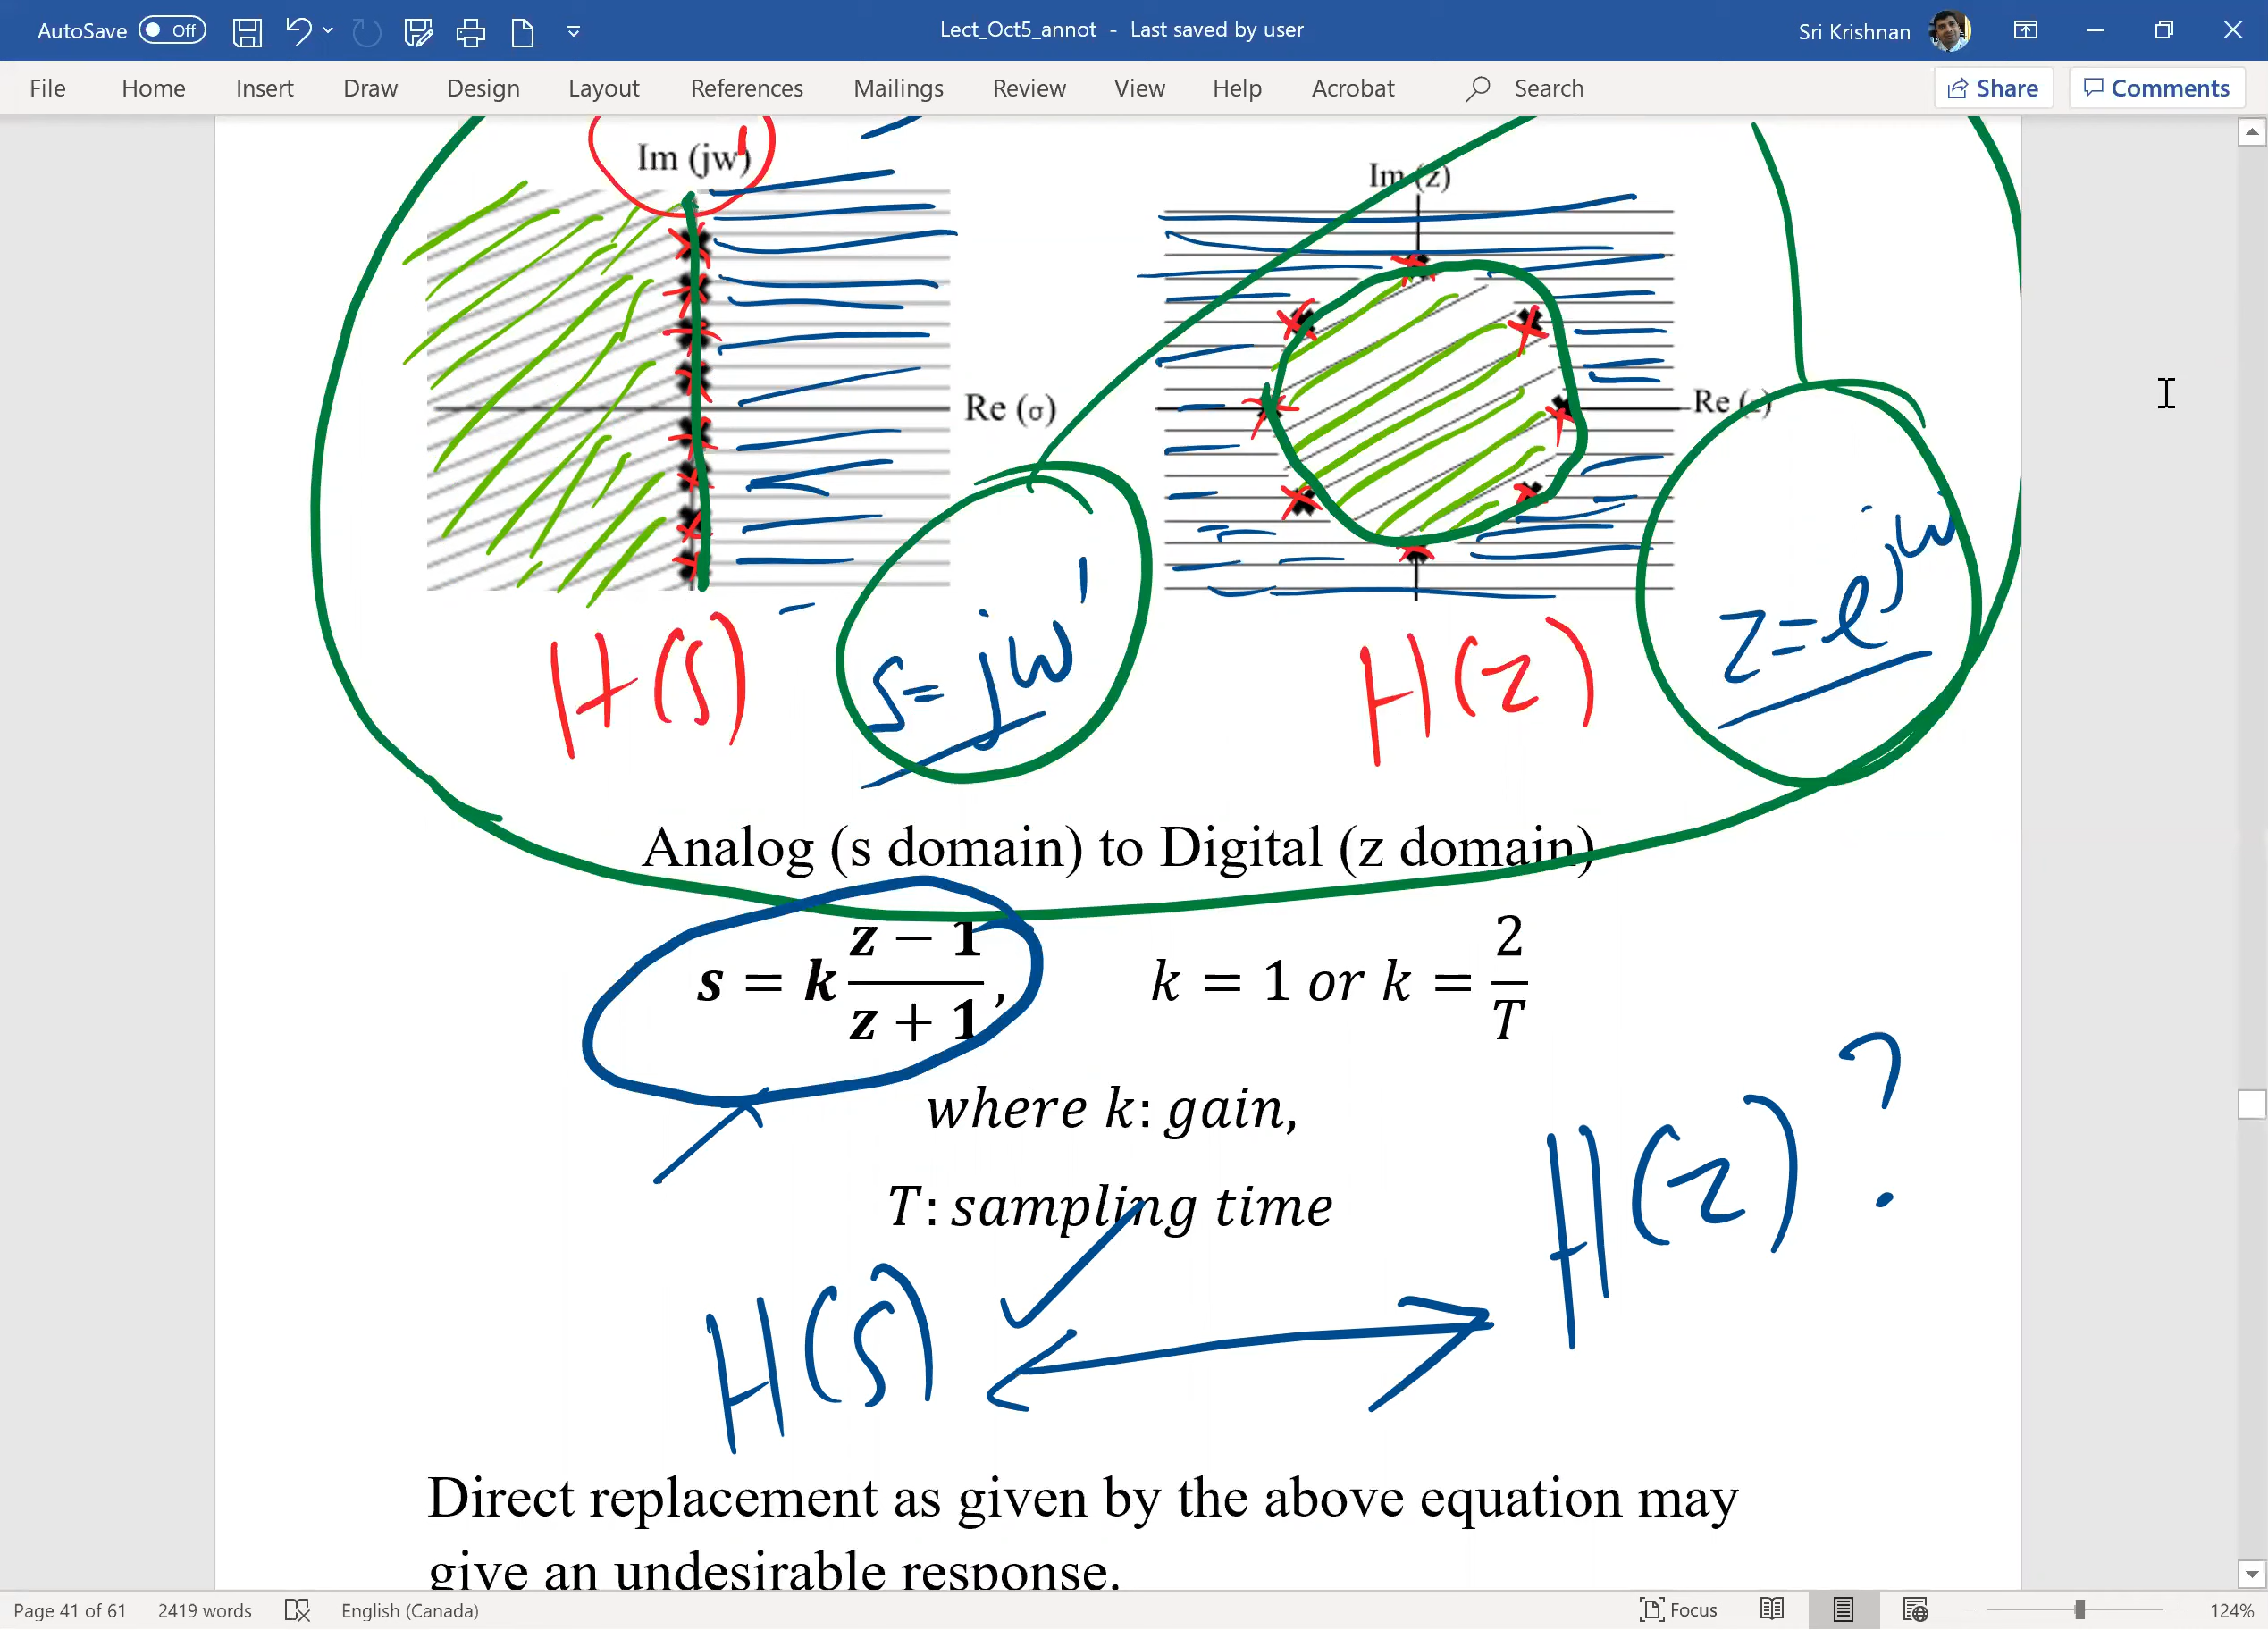 AutoSave Off Lect_Oct5_annot - Last saved by user Sri Krishnan
File Home Insert Draw Design Layout References Mailings Review View Help Acrobat Search Share Comments
Im (jw')
Im (z)
Re (σ)
Re (z)
H(s)
s = jw'
H(z)
z = e^jw
Analog (s domain) to Digital (z domain)
s = k (z − 1)/(z + 1), k = 1 or k = 2/T
where k: gain,
T: sampling time
H(z)?
H(s)
Direct replacement as given by the above equation may
give an undesirable response.
Page 41 of 61 2419 words English (Canada) Focus 124%